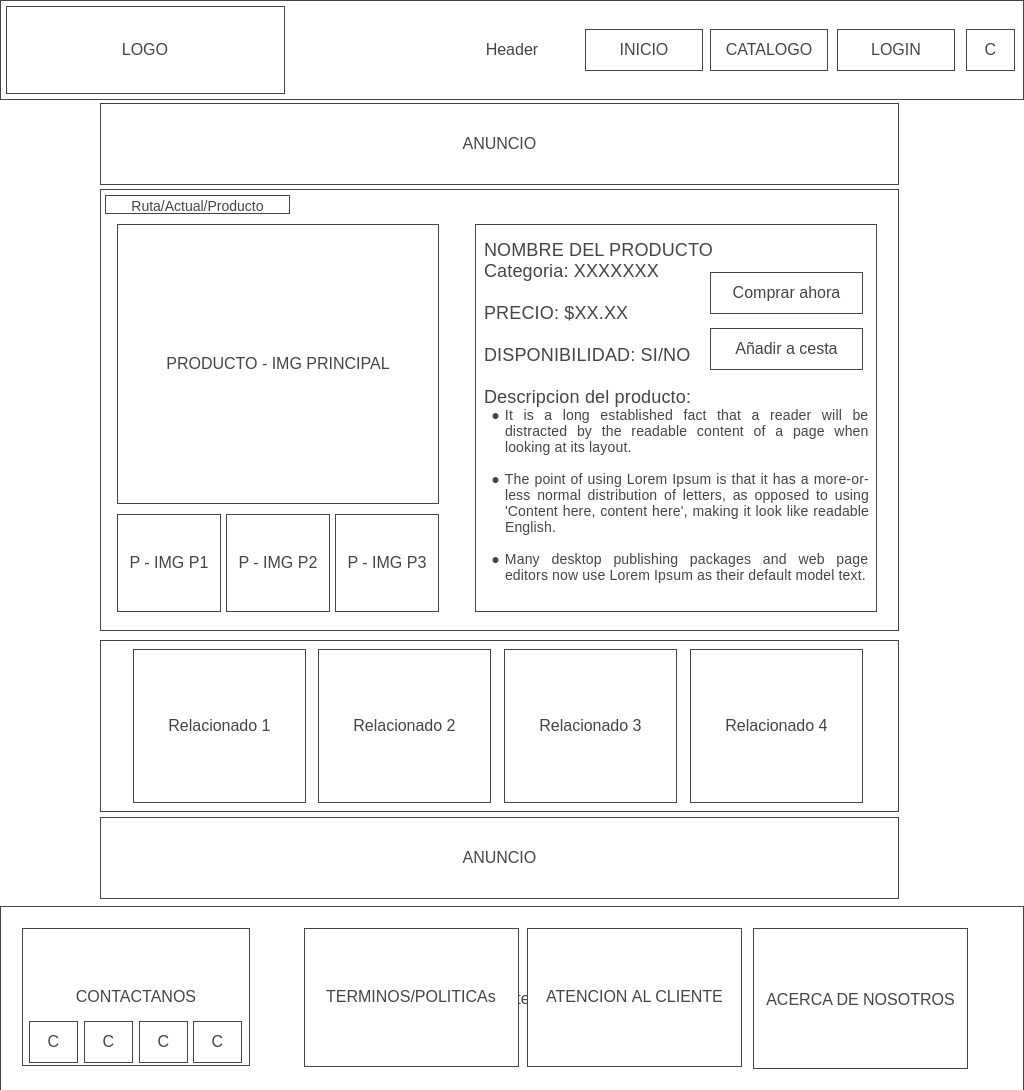 LOGO
Header
INICIO
CATALOGO
LOGIN
C
ANUNCIO
Ruta/Actual/Producto
PRODUCTO - IMG PRINCIPAL
P - IMG P1
P - IMG P2
P - IMG P3
NOMBRE DEL PRODUCTO
Categoria: XXXXXXX
PRECIO: $XX.XX
DISPONIBILIDAD: SI/NO
Comprar ahora
Añadir a cesta
Descripcion del producto:
● It is a long established fact that a reader will be
distracted by the readable content of a page when
looking at its layout.
● The point of using Lorem Ipsum is that it has a more-or-
less normal distribution of letters, as opposed to using
'Content here, content here', making it look like readable
English.
● Many desktop publishing packages and web page
editors now use Lorem Ipsum as their default model text.
Relacionado 1
Relacionado 2
Relacionado 3
Relacionado 4
ANUNCIO
CONTACTANOS
C
C
C
C
TERMINOS/POLITICAs
ATENCION AL CLIENTE
ACERCA DE NOSOTROS